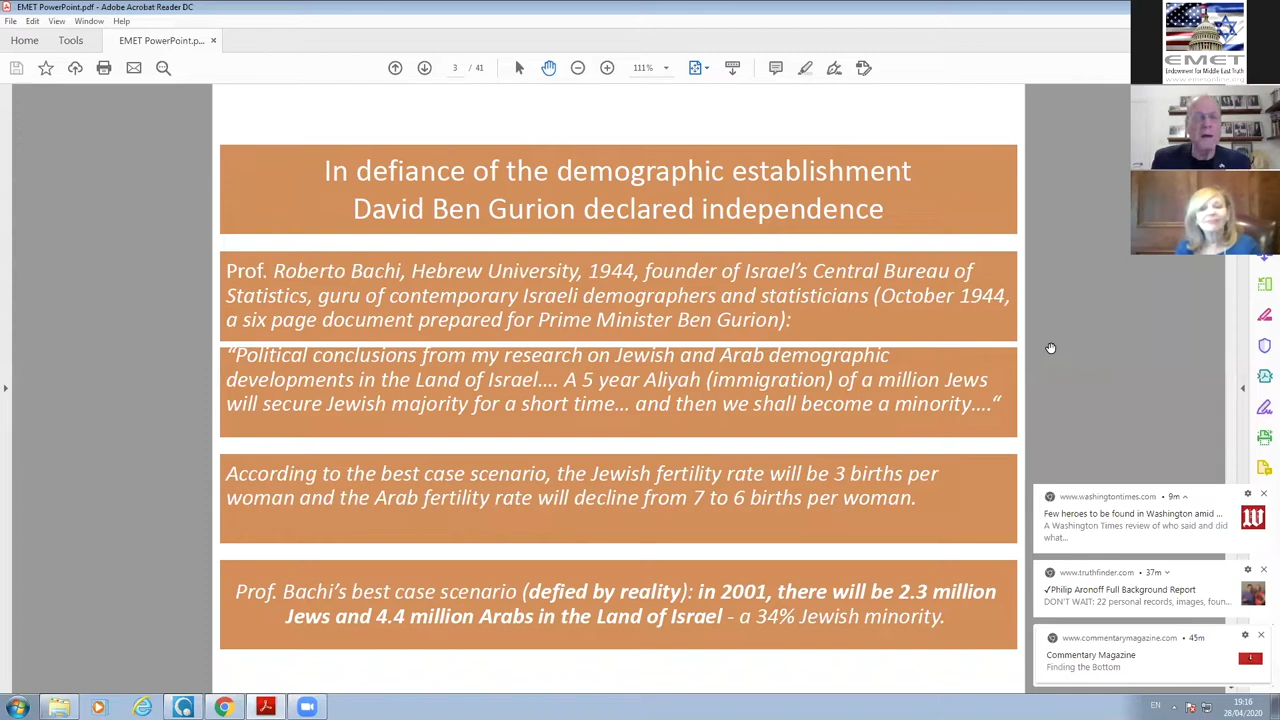 EMET PowerPoint.pdf - Adobe Acrobat Reader DC
File Edit View Window Help
Home Tools EMET PowerPoint.p... ×
3 111%
EMET
Endowment for Middle East Truth
www.emetonline.org
In defiance of the demographic establishment
David Ben Gurion declared independence
Prof. Roberto Bachi, Hebrew University, 1944, founder of Israel’s Central Bureau of
Statistics, guru of contemporary Israeli demographers and statisticians (October 1944,
a six page document prepared for Prime Minister Ben Gurion):
“Political conclusions from my research on Jewish and Arab demographic
developments in the Land of Israel…. A 5 year Aliyah (immigration) of a million Jews
will secure Jewish majority for a short time… and then we shall become a minority….“
According to the best case scenario, the Jewish fertility rate will be 3 births per
woman and the Arab fertility rate will decline from 7 to 6 births per woman.
Prof. Bachi’s best case scenario (defied by reality): in 2001, there will be 2.3 million
Jews and 4.4 million Arabs in the Land of Israel - a 34% Jewish minority.
www.washingtontimes.com • 9m
Few heroes to be found in Washington amid ...
A Washington Times review of who said and did
what...
www.truthfinder.com • 37m
✓Philip Aronoff Full Background Report
DON'T WAIT: 22 personal records, images, foun...
www.commentarymagazine.com • 45m
Commentary Magazine
Finding the Bottom
EN
19:16
28/04/2020